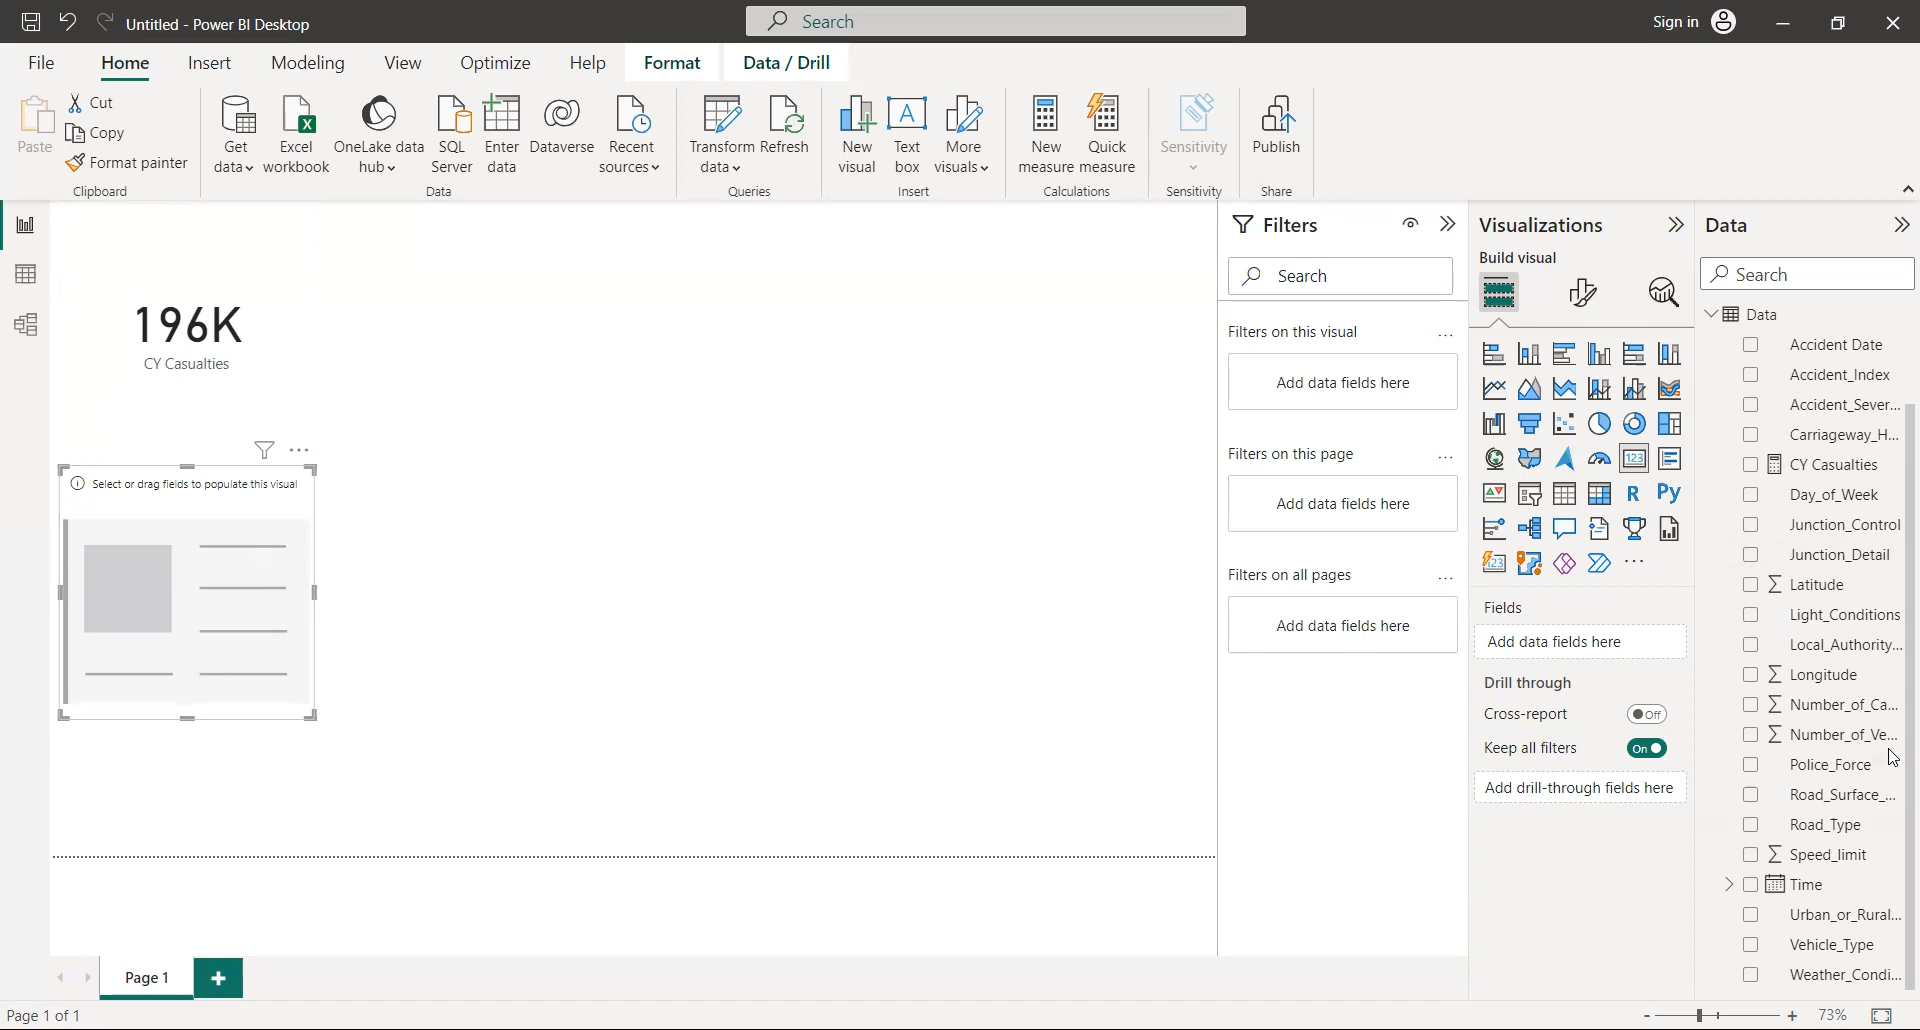 Untitled - Power BI Desktop
Search
Sign in
File
Home
Insert
Modeling
View
Optimize
Help
Format
Data / Drill
Paste
Cut
Copy
Format painter
Clipboard
Get data
Excel workbook
OneLake data hub
SQL Server
Enter data
Dataverse
Recent sources
Data
Transform data
Refresh
Queries
New visual
Text box
More visuals
Insert
New measure
Quick measure
Calculations
Sensitivity
Sensitivity
Publish
Share
196K
CY Casualties
Select or drag fields to populate this visual
Filters
Search
Filters on this visual
...
Add data fields here
Filters on this page
...
Add data fields here
Filters on all pages
...
Add data fields here
Visualizations
Build visual
123
R
Py
123
...
Fields
Add data fields here
Drill through
Cross-report
Off
Keep all filters
On
Add drill-through fields here
Data
Search
Data
Accident Date
Accident_Index
Accident_Sever...
Carriageway_H...
CY Casualties
Day_of_Week
Junction_Control
Junction_Detail
Latitude
Light_Conditions
Local_Authority...
Longitude
Number_of_Ca...
Number_of_Ve...
Police_Force
Road_Surface_...
Road_Type
Speed_limit
Time
Urban_or_Rural...
Vehicle_Type
Weather_Condi...
Page 1
Page 1 of 1
73%